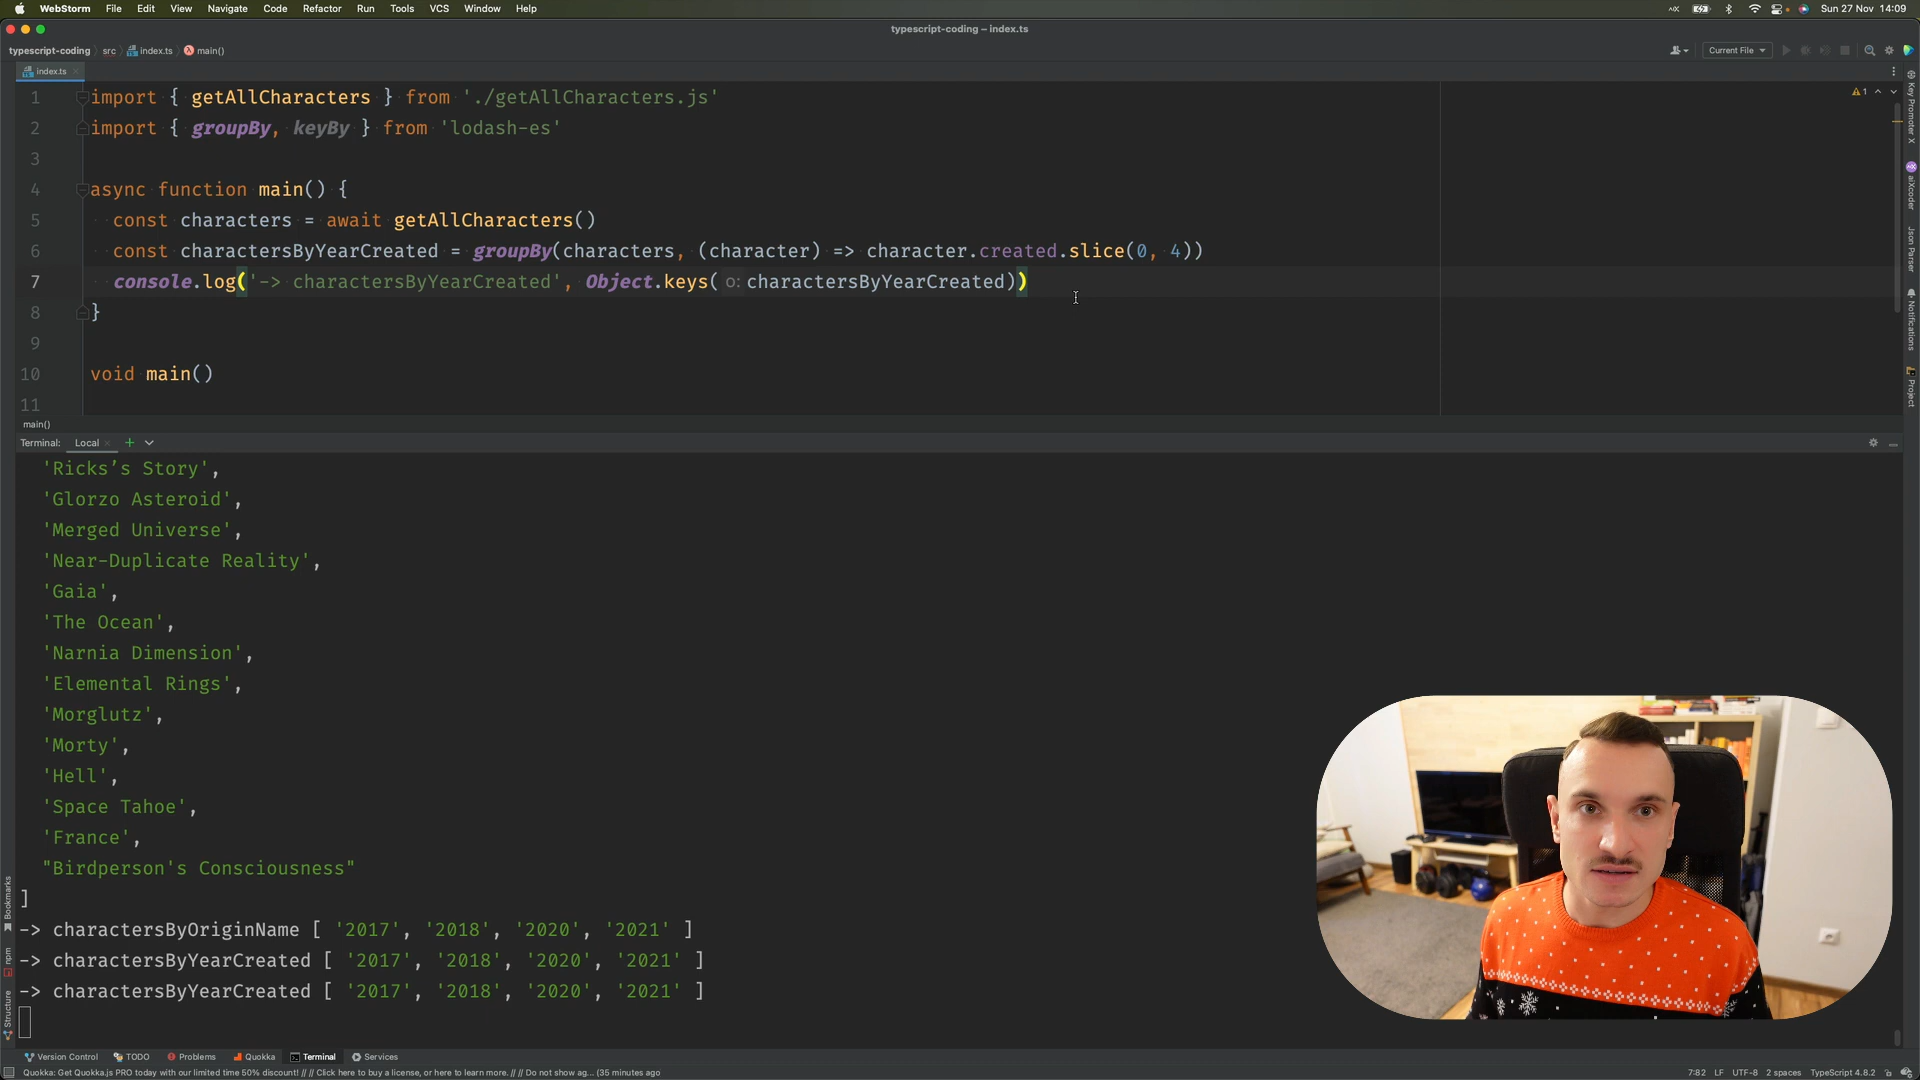 WebStorm File Edit View Navigate Code Refactor Run Tools VCS Window Help Sun 27 Nov 14:09
typescript-coding – index.ts
typescript-coding src index.ts main() Current File
index.ts
1 import { getAllCharacters } from './getAllCharacters.js'
2 import { groupBy, keyBy } from 'lodash-es'
3
4 async function main() {
5 const characters = await getAllCharacters()
6 const charactersByYearCreated = groupBy(characters, (character) => character.created.slice(0, 4))
7 console.log('-> charactersByYearCreated', Object.keys( o: charactersByYearCreated))
8 }
9
10 void main()
11
1
Key Promoter X
aiXcoder
Json Parser
Notifications
Project
main()
Terminal: Local
'Ricks’s Story',
'Glorzo Asteroid',
'Merged Universe',
'Near-Duplicate Reality',
'Gaia',
'The Ocean',
'Narnia Dimension',
'Elemental Rings',
'Morglutz',
'Morty',
'Hell',
'Space Tahoe',
'France',
"Birdperson's Consciousness"
]
-> charactersByOriginName [ '2017', '2018', '2020', '2021' ]
-> charactersByYearCreated [ '2017', '2018', '2020', '2021' ]
-> charactersByYearCreated [ '2017', '2018', '2020', '2021' ]
Bookmarks
npm
Structure
Version Control TODO Problems Quokka Terminal Services
Quokka: Get Quokka.js PRO today with our limited time 50% discount! // // Click here to buy a license, or here to learn more. // // Do not show ag... (35 minutes ago 7:82 LF UTF-8 2 spaces TypeScript 4.8.2